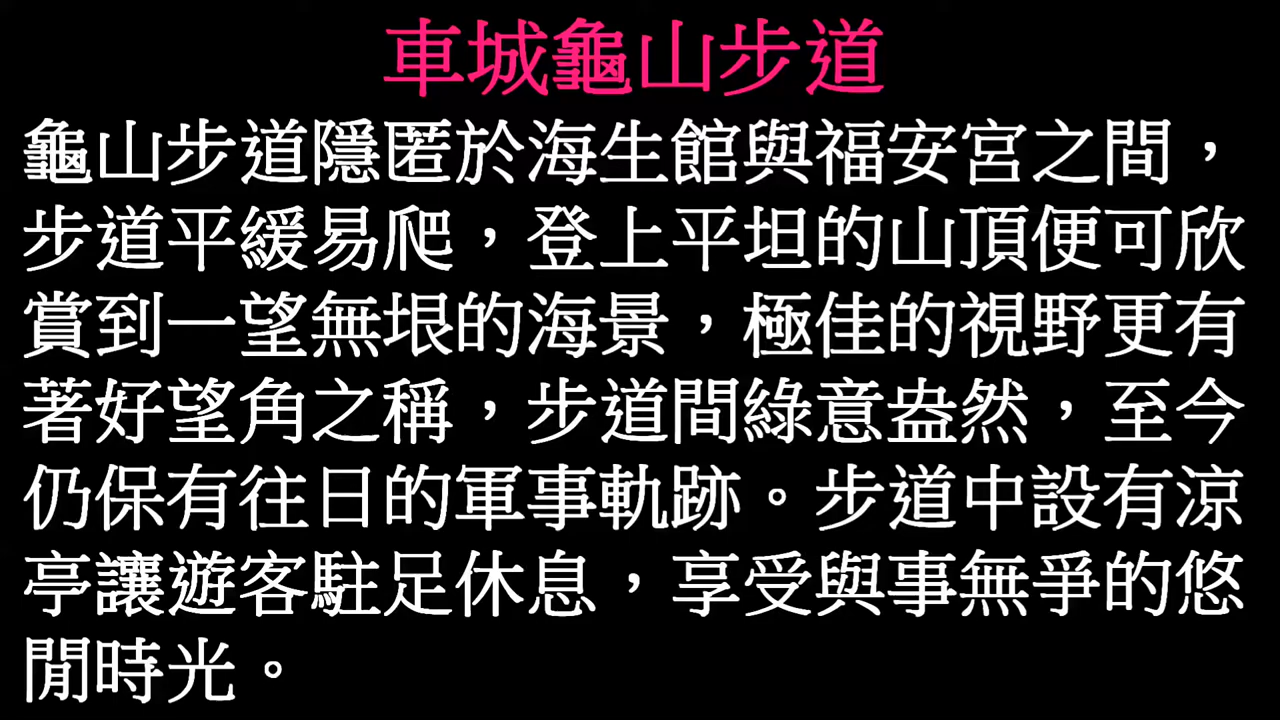 車城龜山步道
龜山步道隱匿於海生館與福安宮之間，
步道平緩易爬，登上平坦的山頂便可欣
賞到一望無垠的海景，極佳的視野更有
著好望角之稱，步道間綠意盎然，至今
仍保有往日的軍事軌跡。步道中設有涼
亭讓遊客駐足休息，享受與事無爭的悠
閒時光。